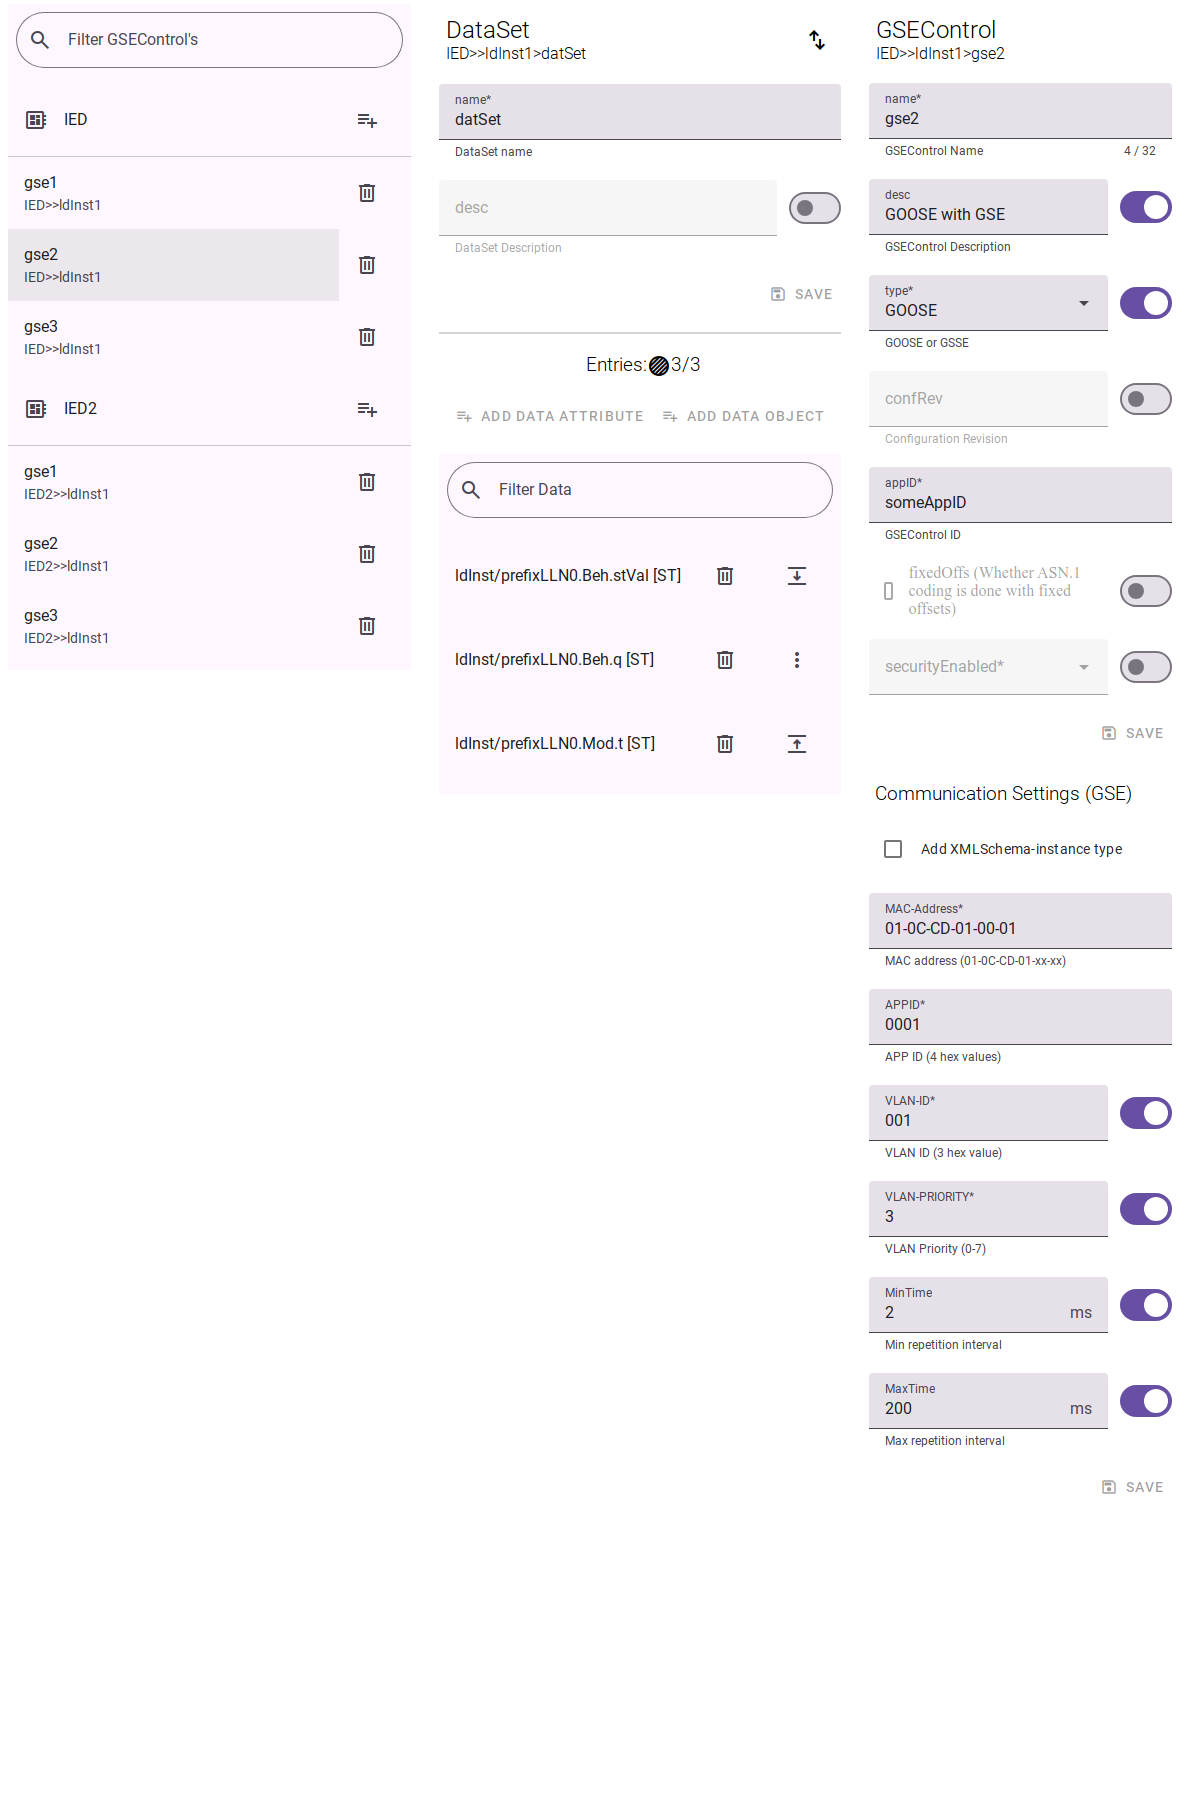 Filter GSEControl's
IED
gse1
IED>>ldInst1
gse2
IED>>ldInst1
gse3
IED>>ldInst1
IED2
gse1
IED2>>ldInst1
gse2
IED2>>ldInst1
gse3
IED2>>ldInst1
DataSet
IED>>ldInst1>datSet
name*
datSet
DataSet name
desc
DataSet Description
SAVE
Entries: 3/3
ADD DATA ATTRIBUTE
ADD DATA OBJECT
Filter Data
ldInst/prefixLLN0.Beh.stVal [ST]
ldInst/prefixLLN0.Beh.q [ST]
ldInst/prefixLLN0.Mod.t [ST]
GSEControl
IED>>ldInst1>gse2
name*
gse2
GSEControl Name 4 / 32
desc
GOOSE with GSE
GSEControl Description
type*
GOOSE
GOOSE or GSSE
confRev
Configuration Revision
appID*
someAppID
GSEControl ID
fixedOffs (Whether ASN.1
coding is done with fixed
offsets)
securityEnabled*
SAVE
Communication Settings (GSE)
Add XMLSchema-instance type
MAC-Address*
01-0C-CD-01-00-01
MAC address (01-0C-CD-01-xx-xx)
APPID*
0001
APP ID (4 hex values)
VLAN-ID*
001
VLAN ID (3 hex value)
VLAN-PRIORITY*
3
VLAN Priority (0-7)
MinTime
2 ms
Min repetition interval
MaxTime
200 ms
Max repetition interval
SAVE